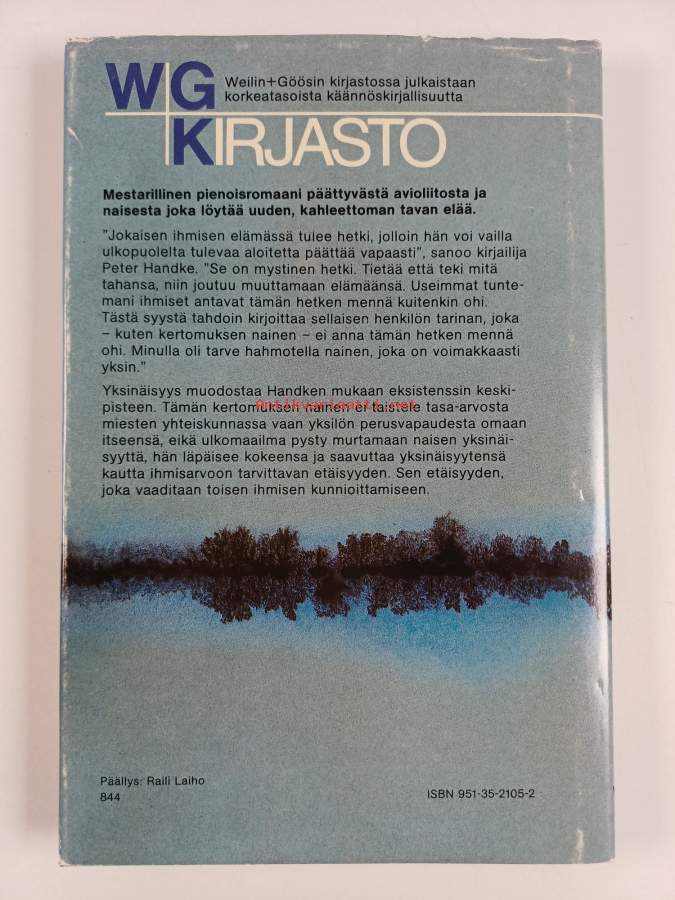 WG
KIRJASTO
Weilin+Göösin kirjastossa julkaistaan
korkeatasoista käännöskirjallisuutta
Mestarillinen pienoisromaani päättyvästä avioliitosta ja
naisesta joka löytää uuden, kahleettoman tavan elää.
"Jokaisen ihmisen elämässä tulee hetki, jolloin hän voi vailla
ulkopuolelta tulevaa aloitetta päättää vapaasti", sanoo kirjailija
Peter Handke. "Se on mystinen hetki. Tietää että teki mitä
tahansa, niin joutuu muuttamaan elämäänsä. Useimmat tunte-
mani ihmiset antavat tämän hetken mennä kuitenkin ohi.
Tästä syystä tahdoin kirjoittaa sellaisen henkilön tarinan, joka
– kuten kertomuksen nainen – ei anna tämän hetken mennä
ohi. Minulla oli tarve hahmotella nainen, joka on voimakkaasti
yksin."
Yksinäisyys muodostaa Handken mukaan eksistenssin keski-
pisteen. Tämän kertomuksen nainen ei taistele tasa-arvosta
miesten yhteiskunnassa vaan yksilön perusvapaudesta omaan
itseensä, eikä ulkomaailma pysty murtamaan naisen yksinäi-
syyttä, hän läpäisee kokeensa ja saavuttaa yksinäisyytensä
kautta ihmisarvoon tarvittavan etäisyyden. Sen etäisyyden,
joka vaaditaan toisen ihmisen kunnioittamiseen.
Antikvariaatti.net
Päällys: Raili Laiho
844
ISBN 951-35-2105-2